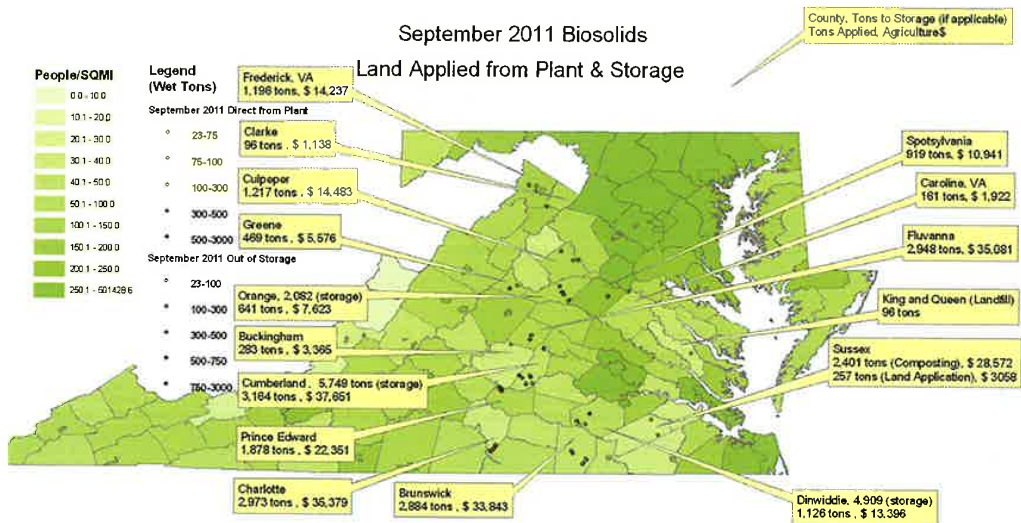 September 2011 Biosolids
Land Applied from Plant & Storage
County, Tons to Storage (if applicable)
Tons Applied, Agriculture$
People/SQMI
0.0 - 10.0
10.1 - 20.0
20.1 - 30.0
30.1 - 40.0
40.1 - 50.0
50.1 - 100.0
100.1 - 150.0
150.1 - 200.0
200.1 - 250.0
250.1 - 501428.6
Legend
(Wet Tons)
September 2011 Direct from Plant
23-75
75-100
100-300
300-500
500-3000
September 2011 Out of Storage
23-100
100-300
300-500
500-750
750-3000
Frederick, VA
1,196 tons, $ 14,237
Clarke
96 tons , $ 1,138
Culpeper
1,217 tons , $ 14,483
Greene
469 tons , $ 5,576
Orange, 2,082 (storage)
641 tons , $ 7,623
Buckingham
283 tons , $ 3,365
Cumberland , 5,749 tons (storage)
3,164 tons , $ 37,651
Prince Edward
1,878 tons , $ 22,351
Charlotte
2,973 tons , $ 35,379
Brunswick
2,884 tons , $ 33,843
Spotsylvania
919 tons, $ 10,941
Caroline, VA
161 tons , $ 1,922
Fluvanna
2,948 tons , $ 35,081
King and Queen (Landfill)
96 tons
Sussex
2,401 tons (Composting), $ 28,572
257 tons (Land Application), $ 3058
Dinwiddie, 4,909 (storage)
1,126 tons , $ 13,396